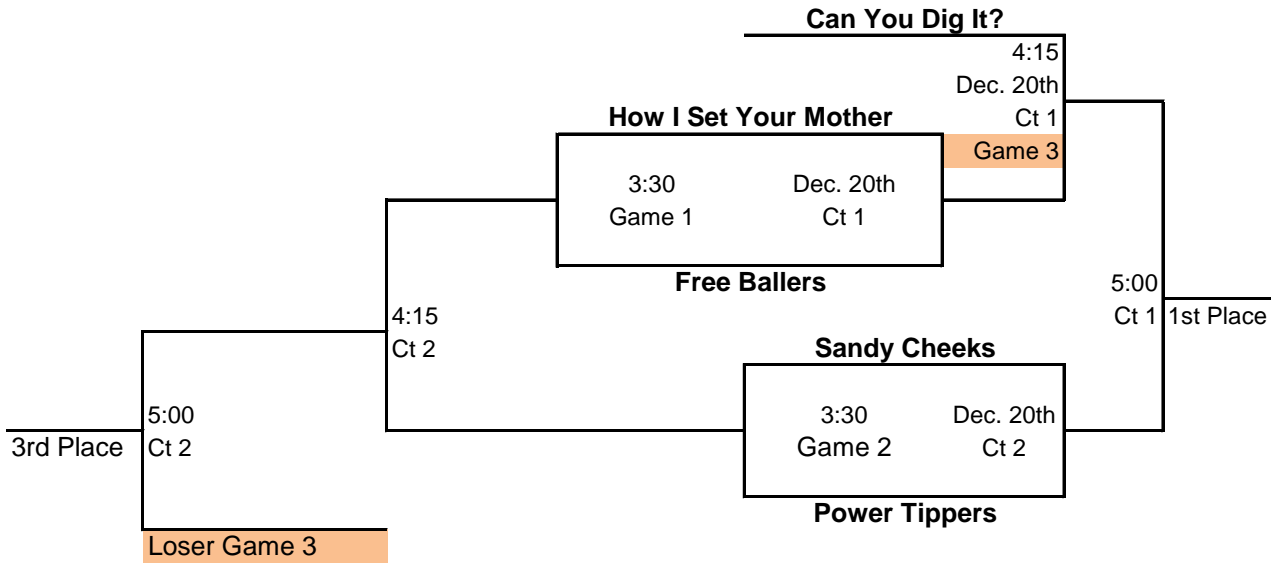 Can You Dig It?
4:15
Dec. 20th
How I Set Your Mother
Ct 1
Game 3
3:30 Dec. 20th
Game 1 Ct 1
Free Ballers
5:00
4:15
Ct 1 1st Place
Ct 2
Sandy Cheeks
5:00
3:30 Dec. 20th
3rd Place Ct 2
Game 2 Ct 2
Power Tippers
Loser Game 3